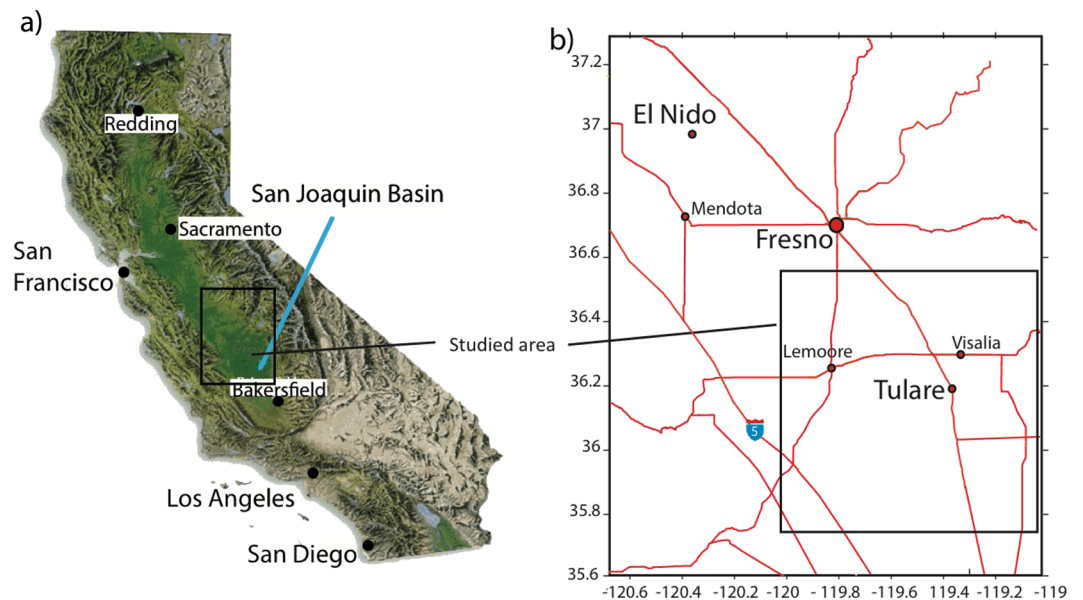 a)
Redding
San Joaquin Basin
Sacramento
San
Francisco
Bakersfield
Los Angeles
San Diego
Studied area
b)
37.2
37
36.8
36.6
36.4
36.2
36
35.8
35.6
El Nido
Mendota
Fresno
Lemoore
Visalia
Tulare
5
-120.6 -120.4 -120.2 -120 -119.8 -119.6 -119.4 -119.2 -119